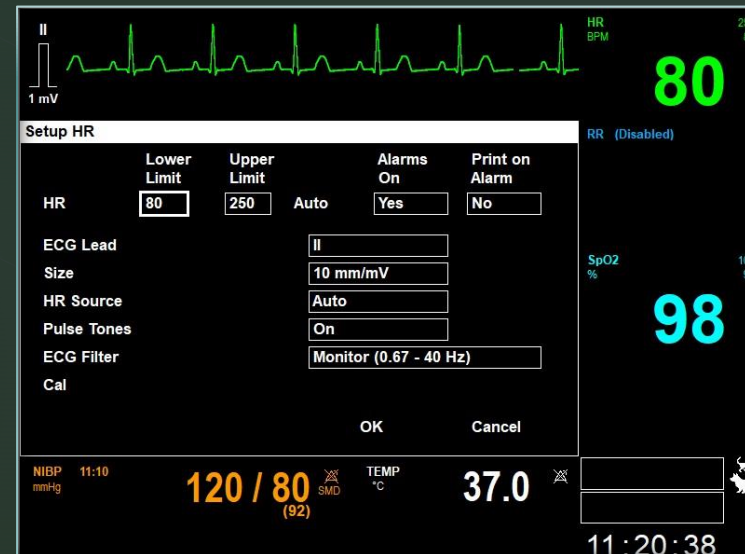 II
1 mV
HR
BPM
80
Setup HR
RR (Disabled)
Lower Limit Upper Limit Alarms On Print on Alarm
HR 80 250 Auto Yes No
ECG Lead II
Size 10 mm/mV
HR Source Auto
Pulse Tones On
ECG Filter Monitor (0.67 - 40 Hz)
Cal
OK Cancel
SpO2
%
98
NIBP 11:10
mmHg
120 / 80
(92)
SMD
TEMP
°C
37.0
11:20:38